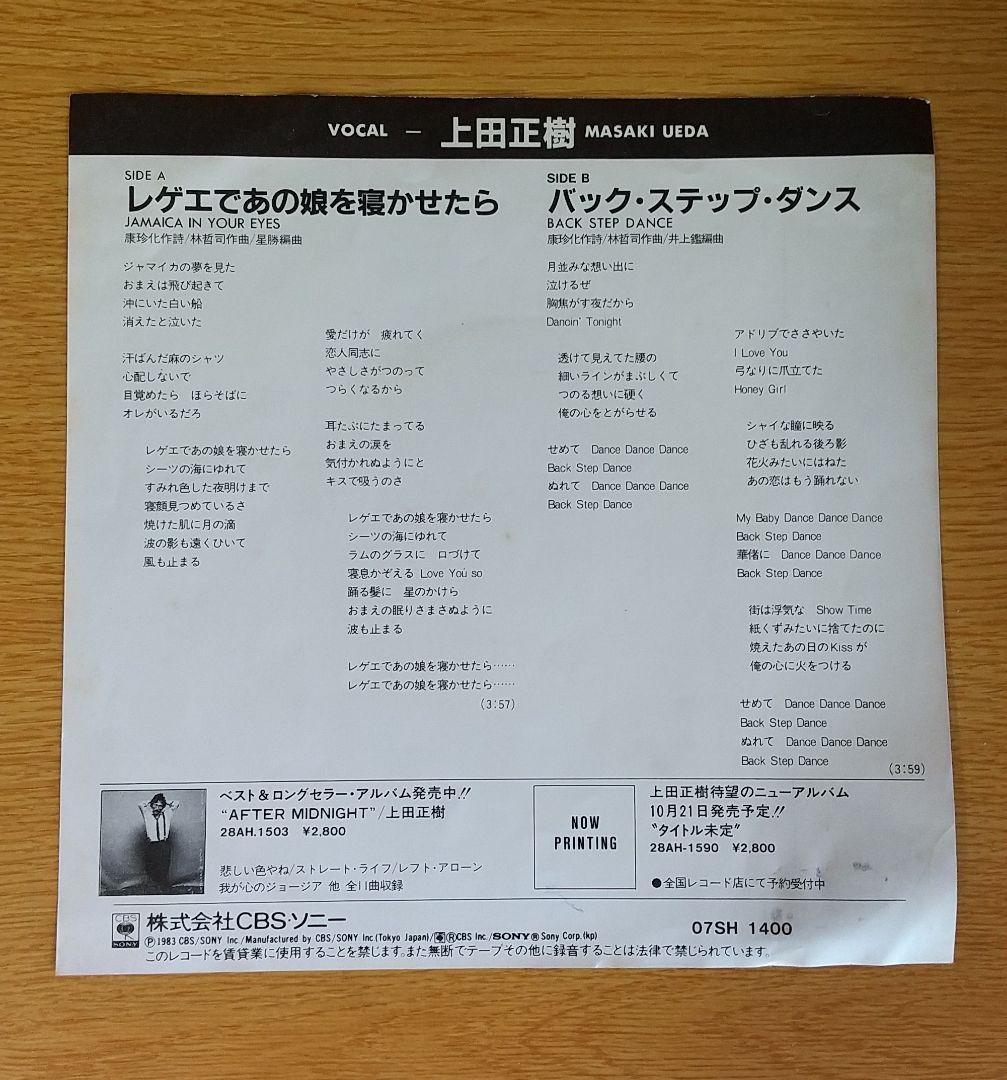 VOCAL — 上田正樹 MASAKI UEDA
SIDE A
レゲエであの娘を寝かせたら
JAMAICA IN YOUR EYES
康珍化作詩/林哲司作曲/星勝編曲
ジャマイカの夢を見た
おまえは飛び起きて
沖にいた白い船
消えたと泣いた
汗ばんだ麻のシャツ
心配しないで
目覚めたら ほらそばに
オレがいるだろ
レゲエであの娘を寝かせたら
シーツの海にゆれて
すみれ色した夜明けまで
寝顔見つめているさ
焼けた肌に月の滴
波の影も遠くひいて
風も止まる
愛だけが 疲れてく
恋人同志に
やさしさがつのって
つらくなるから
耳たぶにたまってる
おまえの涙を
気付かれぬようにと
キスで吸うのさ
レゲエであの娘を寝かせたら
シーツの海にゆれて
ラムのグラスに 口づけて
寝息かぞえる Love You so
踊る髪に 星のかけら
おまえの眠りさまさぬように
波も止まる
レゲエであの娘を寝かせたら……
レゲエであの娘を寝かせたら……
(3:57)
SIDE B
バック・ステップ・ダンス
BACK STEP DANCE
康珍化作詩/林哲司作曲/井上鑑編曲
月並みな想い出に
泣けるぜ
胸焦がす夜だから
Dancin' Tonight
透けて見えてた腰の
細いラインがまぶしくて
つのる想いに硬く
俺の心をとがらせる
せめて Dance Dance Dance
Back Step Dance
ぬれて Dance Dance Dance
Back Step Dance
アドリブでささやいた
I Love You
弓なりに爪立てた
Honey Girl
シャイな瞳に映る
ひざも乱れる後ろ影
花火みたいにはねた
あの恋はもう踊れない
My Baby Dance Dance Dance
Back Step Dance
華偖に Dance Dance Dance
Back Step Dance
街は浮気な Show Time
紙くずみたいに捨てたのに
燃えたあの日のKissが
俺の心に火をつける
せめて Dance Dance Dance
Back Step Dance
ぬれて Dance Dance Dance
Back Step Dance
(3:59)
ベスト&ロングセラー・アルバム発売中!!
"AFTER MIDNIGHT"/上田正樹
28AH.1503 ¥2,800
悲しい色やね/ストレート・ライフ/レフト・アローン
我が心のジョージア 他 全11曲収録
NOW
PRINTING
上田正樹待望のニューアルバム
10月21日発売予定!!
"タイトル未定"
28AH-1590 ¥2,800
●全国レコード店にて予約受付中
CBS
SONY
株式会社CBS・ソニー
07SH 1400
Ⓟ1983 CBS/SONY Inc./Manufactured by CBS/SONY Inc.(Tokyo Japan)/®CBS Inc./SONY® Sony Corp.(kp)
このレコードを賃貸業に使用することを禁じます。また無断でテープその他に録音することは法律で禁じられています。